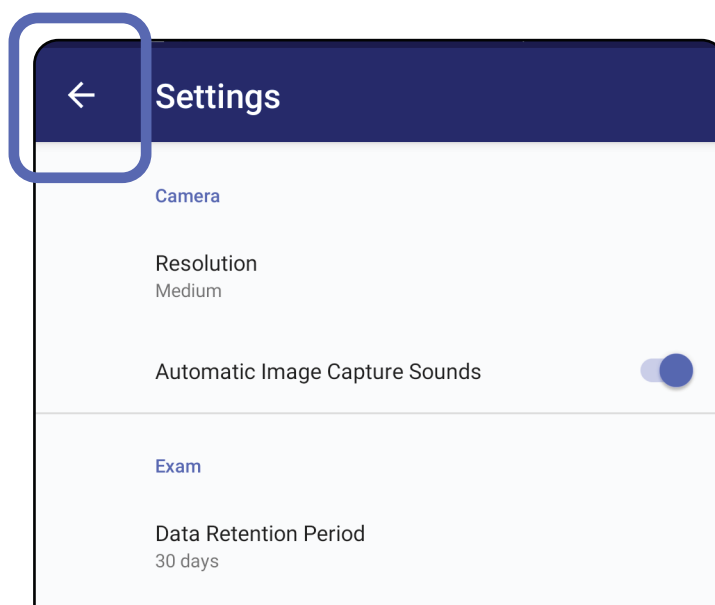 Settings
Camera
Resolution
Medium
Automatic Image Capture Sounds
Exam
Data Retention Period
30 days